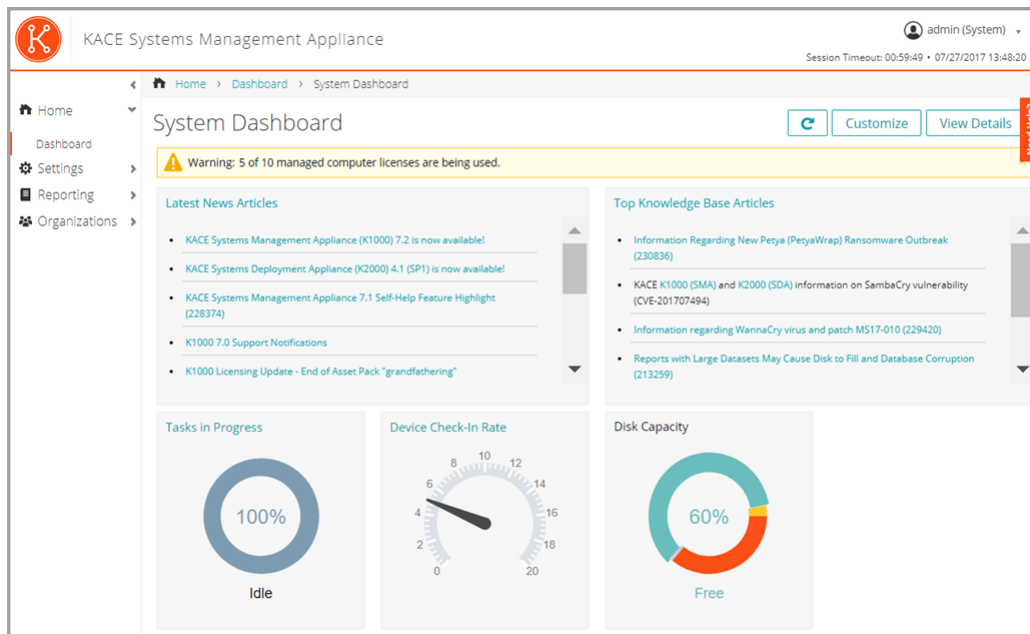 KACE Systems Management Appliance
admin (System)
Session Timeout: 00:59:49 • 07/27/2017 13:48:20
Home › Dashboard › System Dashboard
Home
Dashboard
Settings
Reporting
Organizations
System Dashboard
Customize
View Details
Warning: 5 of 10 managed computer licenses are being used.
Latest News Articles
KACE Systems Management Appliance (K1000) 7.2 is now available!
KACE Systems Deployment Appliance (K2000) 4.1 (SP1) is now available!
KACE Systems Management Appliance 7.1 Self-Help Feature Highlight
(228374)
K1000 7.0 Support Notifications
K1000 Licensing Update - End of Asset Pack "grandfathering"
Top Knowledge Base Articles
Information Regarding New Petya (PetyaWrap) Ransomware Outbreak
(230836)
KACE K1000 (SMA) and K2000 (SDA) information on SambaCry vulnerability
(CVE-201707494)
Information regarding WannaCry virus and patch MS17-010 (229420)
Reports with Large Datasets May Cause Disk to Fill and Database Corruption
(213259)
Tasks in Progress
100%
Idle
Device Check-In Rate
0
2
4
6
8
10
12
14
16
18
20
Disk Capacity
60%
Free